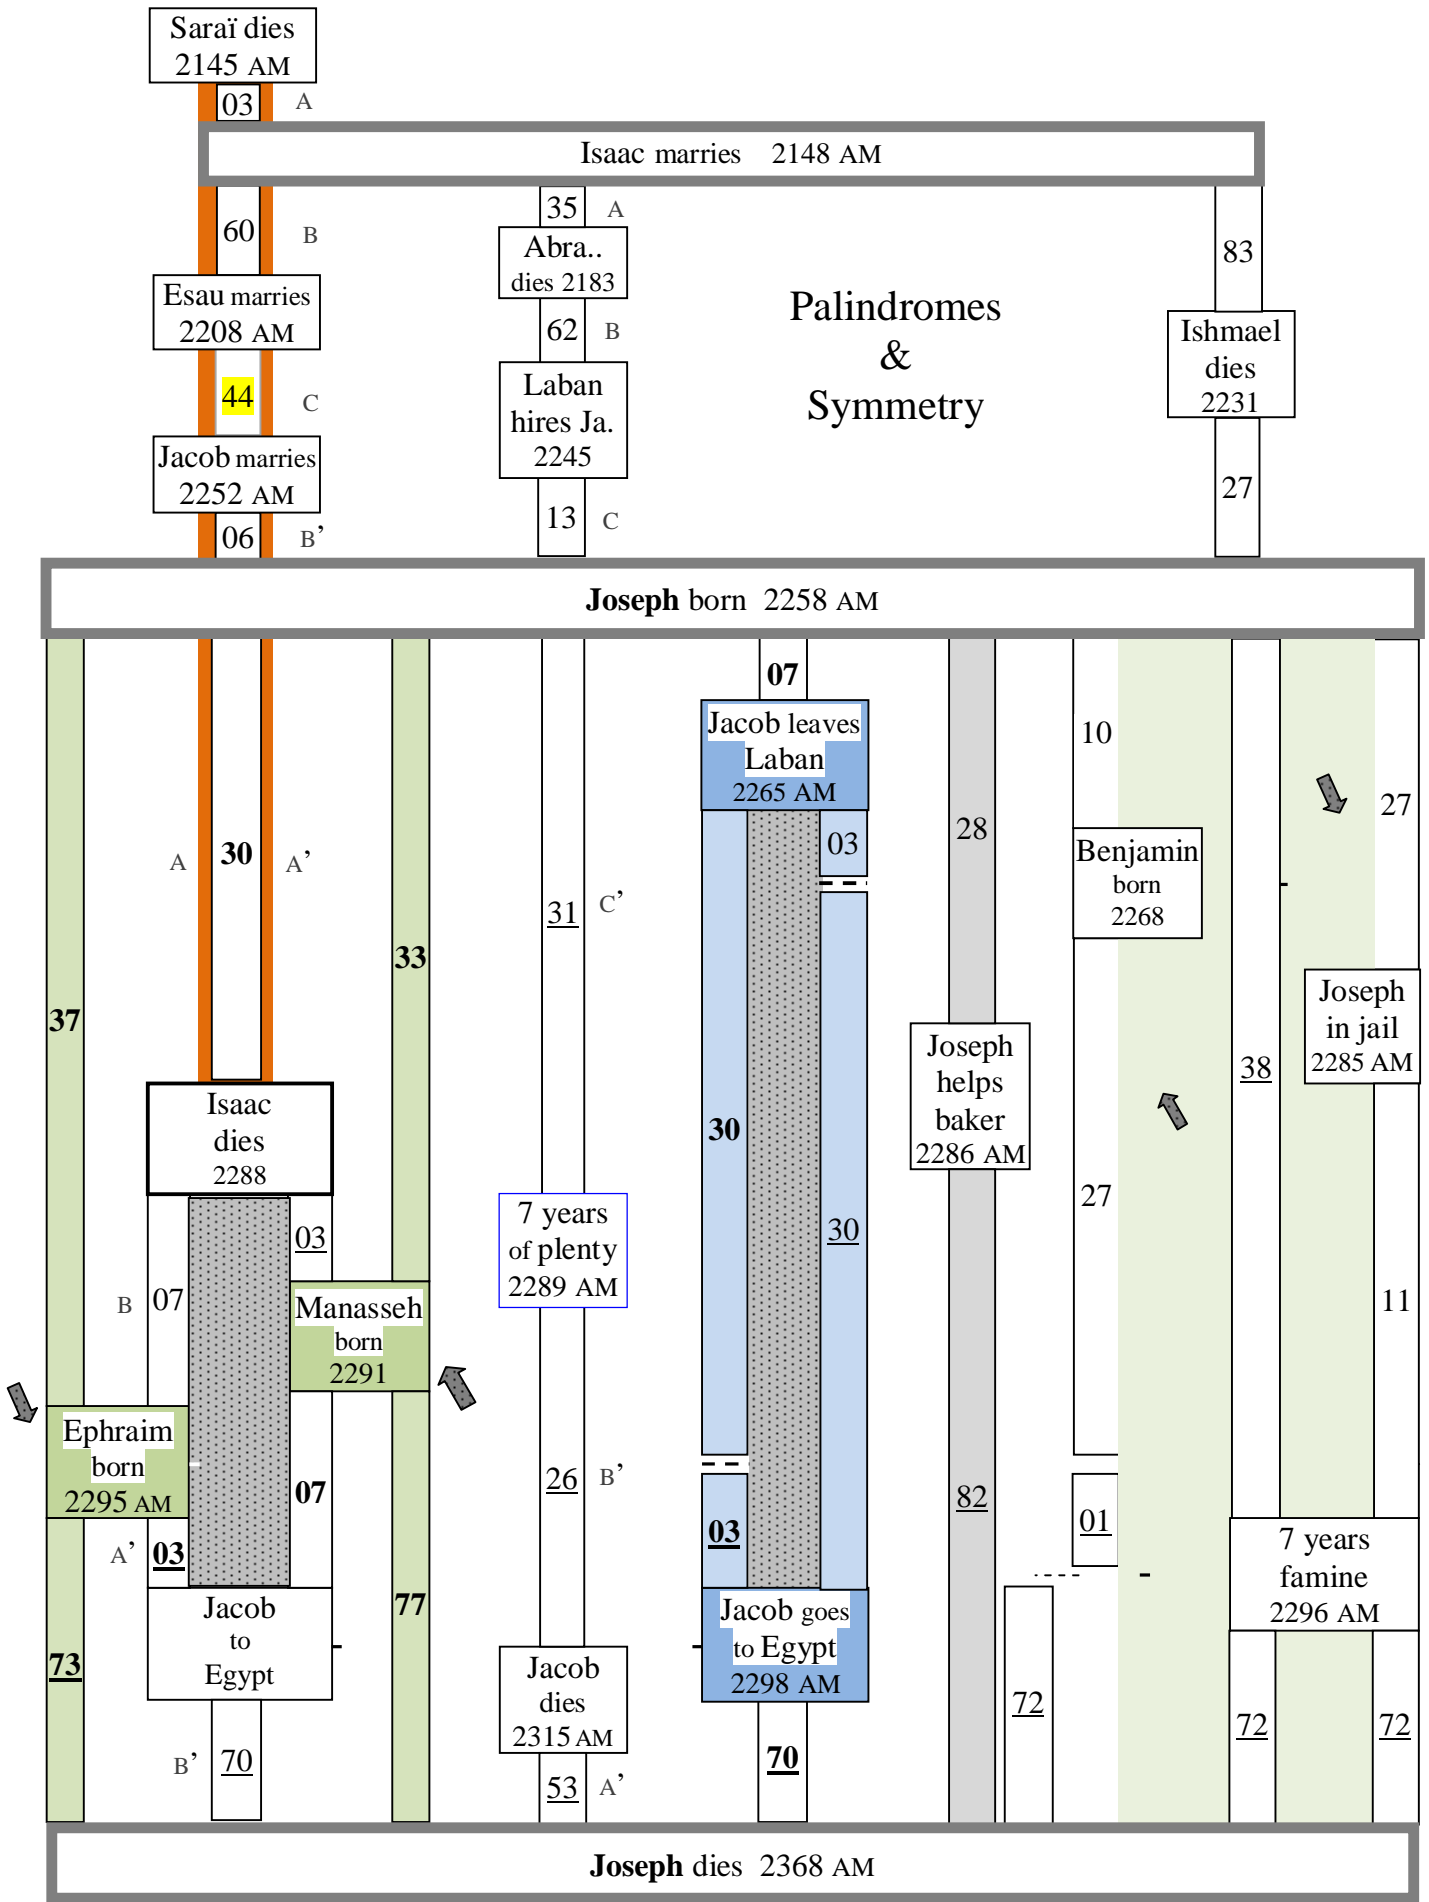 Saraï dies
2145 AM
03 A
Isaac marries 2148 AM
60 B
35 A
83
Abra..
dies 2183
Esau marries
2208 AM
62 B
Palindromes
&
Symmetry
Ishmael
dies
2231
44 C
Laban
hires Ja.
2245
Jacob marries
2252 AM
13 C
27
06 B’
Joseph born 2258 AM
07
Jacob leaves
Laban
2265 AM
10
27
28
03
Benjamin
born
2268
A 30 A’
31 C’
33
37
Joseph
in jail
2285 AM
Joseph
helps
baker
2286 AM
38
Isaac
dies
2288
30
27
7 years
of plenty
2289 AM
03
30
B 07
Manasseh
born
2291
11
Ephraim
born
2295 AM
07
26 B’
82
03
01
A’ 03
7 years
famine
2296 AM
Jacob
to
Egypt
77
73
Jacob goes
to Egypt
2298 AM
Jacob
dies
2315 AM
72
72
72
B’ 70
53 A’
70
Joseph dies 2368 AM